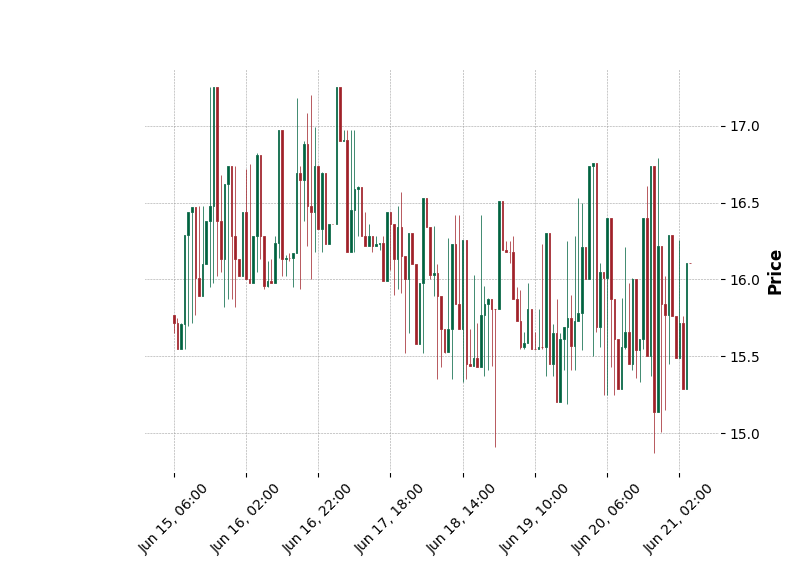 17.0
16.5
16.0
15.5
15.0
Price
Jun 15, 06:00
Jun 16, 02:00
Jun 16, 22:00
Jun 17, 18:00
Jun 18, 14:00
Jun 19, 10:00
Jun 20, 06:00
Jun 21, 02:00